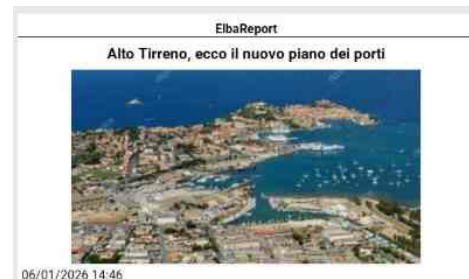 ElbaReport
Alto Tirreno, ecco il nuovo piano dei porti
06/01/2026 14:46